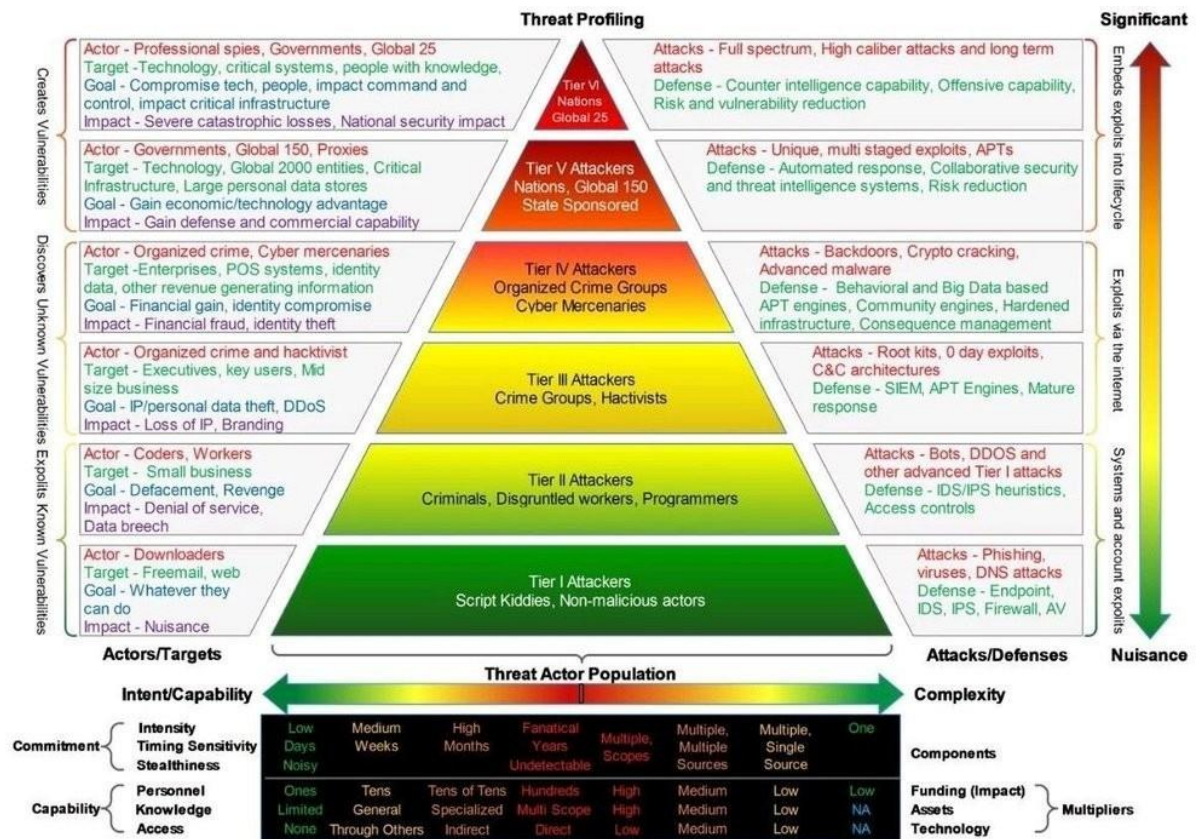 Threat Profiling
Significant
Creates Vulnerabilities
Discovers Unknown Vulnerabilities
Expolits Known Vulnerabilities
Actor - Professional spies, Governments, Global 25
Target -Technology, critical systems, people with knowledge,
Goal - Compromise tech, people, impact command and
control, impact critical infrastructure
Impact - Severe catastrophic losses, National security impact
Tier VI
Nations
Global 25
Attacks - Full spectrum, High caliber attacks and long term
attacks
Defense - Counter intelligence capability, Offensive capability,
Risk and vulnerability reduction
Actor - Governments, Global 150, Proxies
Target - Technology, Global 2000 entities, Critical
Infrastructure, Large personal data stores
Goal - Gain economic/technology advantage
Impact - Gain defense and commercial capability
Tier V Attackers
Nations, Global 150
State Sponsored
Attacks - Unique, multi staged exploits, APTs
Defense - Automated response, Collaborative security
and threat intelligence systems, Risk reduction
Actor - Organized crime, Cyber mercenaries
Target -Enterprises, POS systems, identity
data, other revenue generating information
Goal - Financial gain, identity compromise
Impact - Financial fraud, identity theft
Tier IV Attackers
Organized Crime Groups
Cyber Mercenaries
Attacks - Backdoors, Crypto cracking,
Advanced malware
Defense - Behavioral and Big Data based
APT engines, Community engines, Hardened
infrastructure, Consequence management
Actor - Organized crime and hacktivist
Target - Executives, key users, Mid
size business
Goal - IP/personal data theft, DDoS
Impact - Loss of IP, Branding
Tier III Attackers
Crime Groups, Hactivists
Attacks - Root kits, 0 day exploits,
C&C architectures
Defense - SIEM, APT Engines, Mature
response
Actor - Coders, Workers
Target - Small business
Goal - Defacement, Revenge
Impact - Denial of service,
Data breech
Tier II Attackers
Criminals, Disgruntled workers, Programmers
Attacks - Bots, DDOS and
other advanced Tier I attacks
Defense - IDS/IPS heuristics,
Access controls
Actor - Downloaders
Target - Freemail, web
Goal - Whatever they
can do
Impact - Nuisance
Tier I Attackers
Script Kiddies, Non-malicious actors
Attacks - Phishing,
viruses, DNS attacks
Defense - Endpoint,
IDS, IPS, Firewall, AV
Embeds exploits into lifecycle
Exploits via the internet
Systems and account expolits
Actors/Targets
Attacks/Defenses
Nuisance
Threat Actor Population
Intent/Capability
Complexity
Commitment
Intensity
Timing Sensitivity
Stealthiness
Low Medium High Fanatical Multiple, Multiple, One
Days Weeks Months Years Multiple, Scopes Multiple Single
Noisy Undetectable Sources Source
Components
Capability
Personnel Ones Tens Tens of Tens Hundreds High Medium Low Low Funding (Impact)
Knowledge Limited General Specialized Multi Scope High Medium Low NA Assets
Access None Through Others Indirect Direct Low Medium Low NA Technology
Multipliers